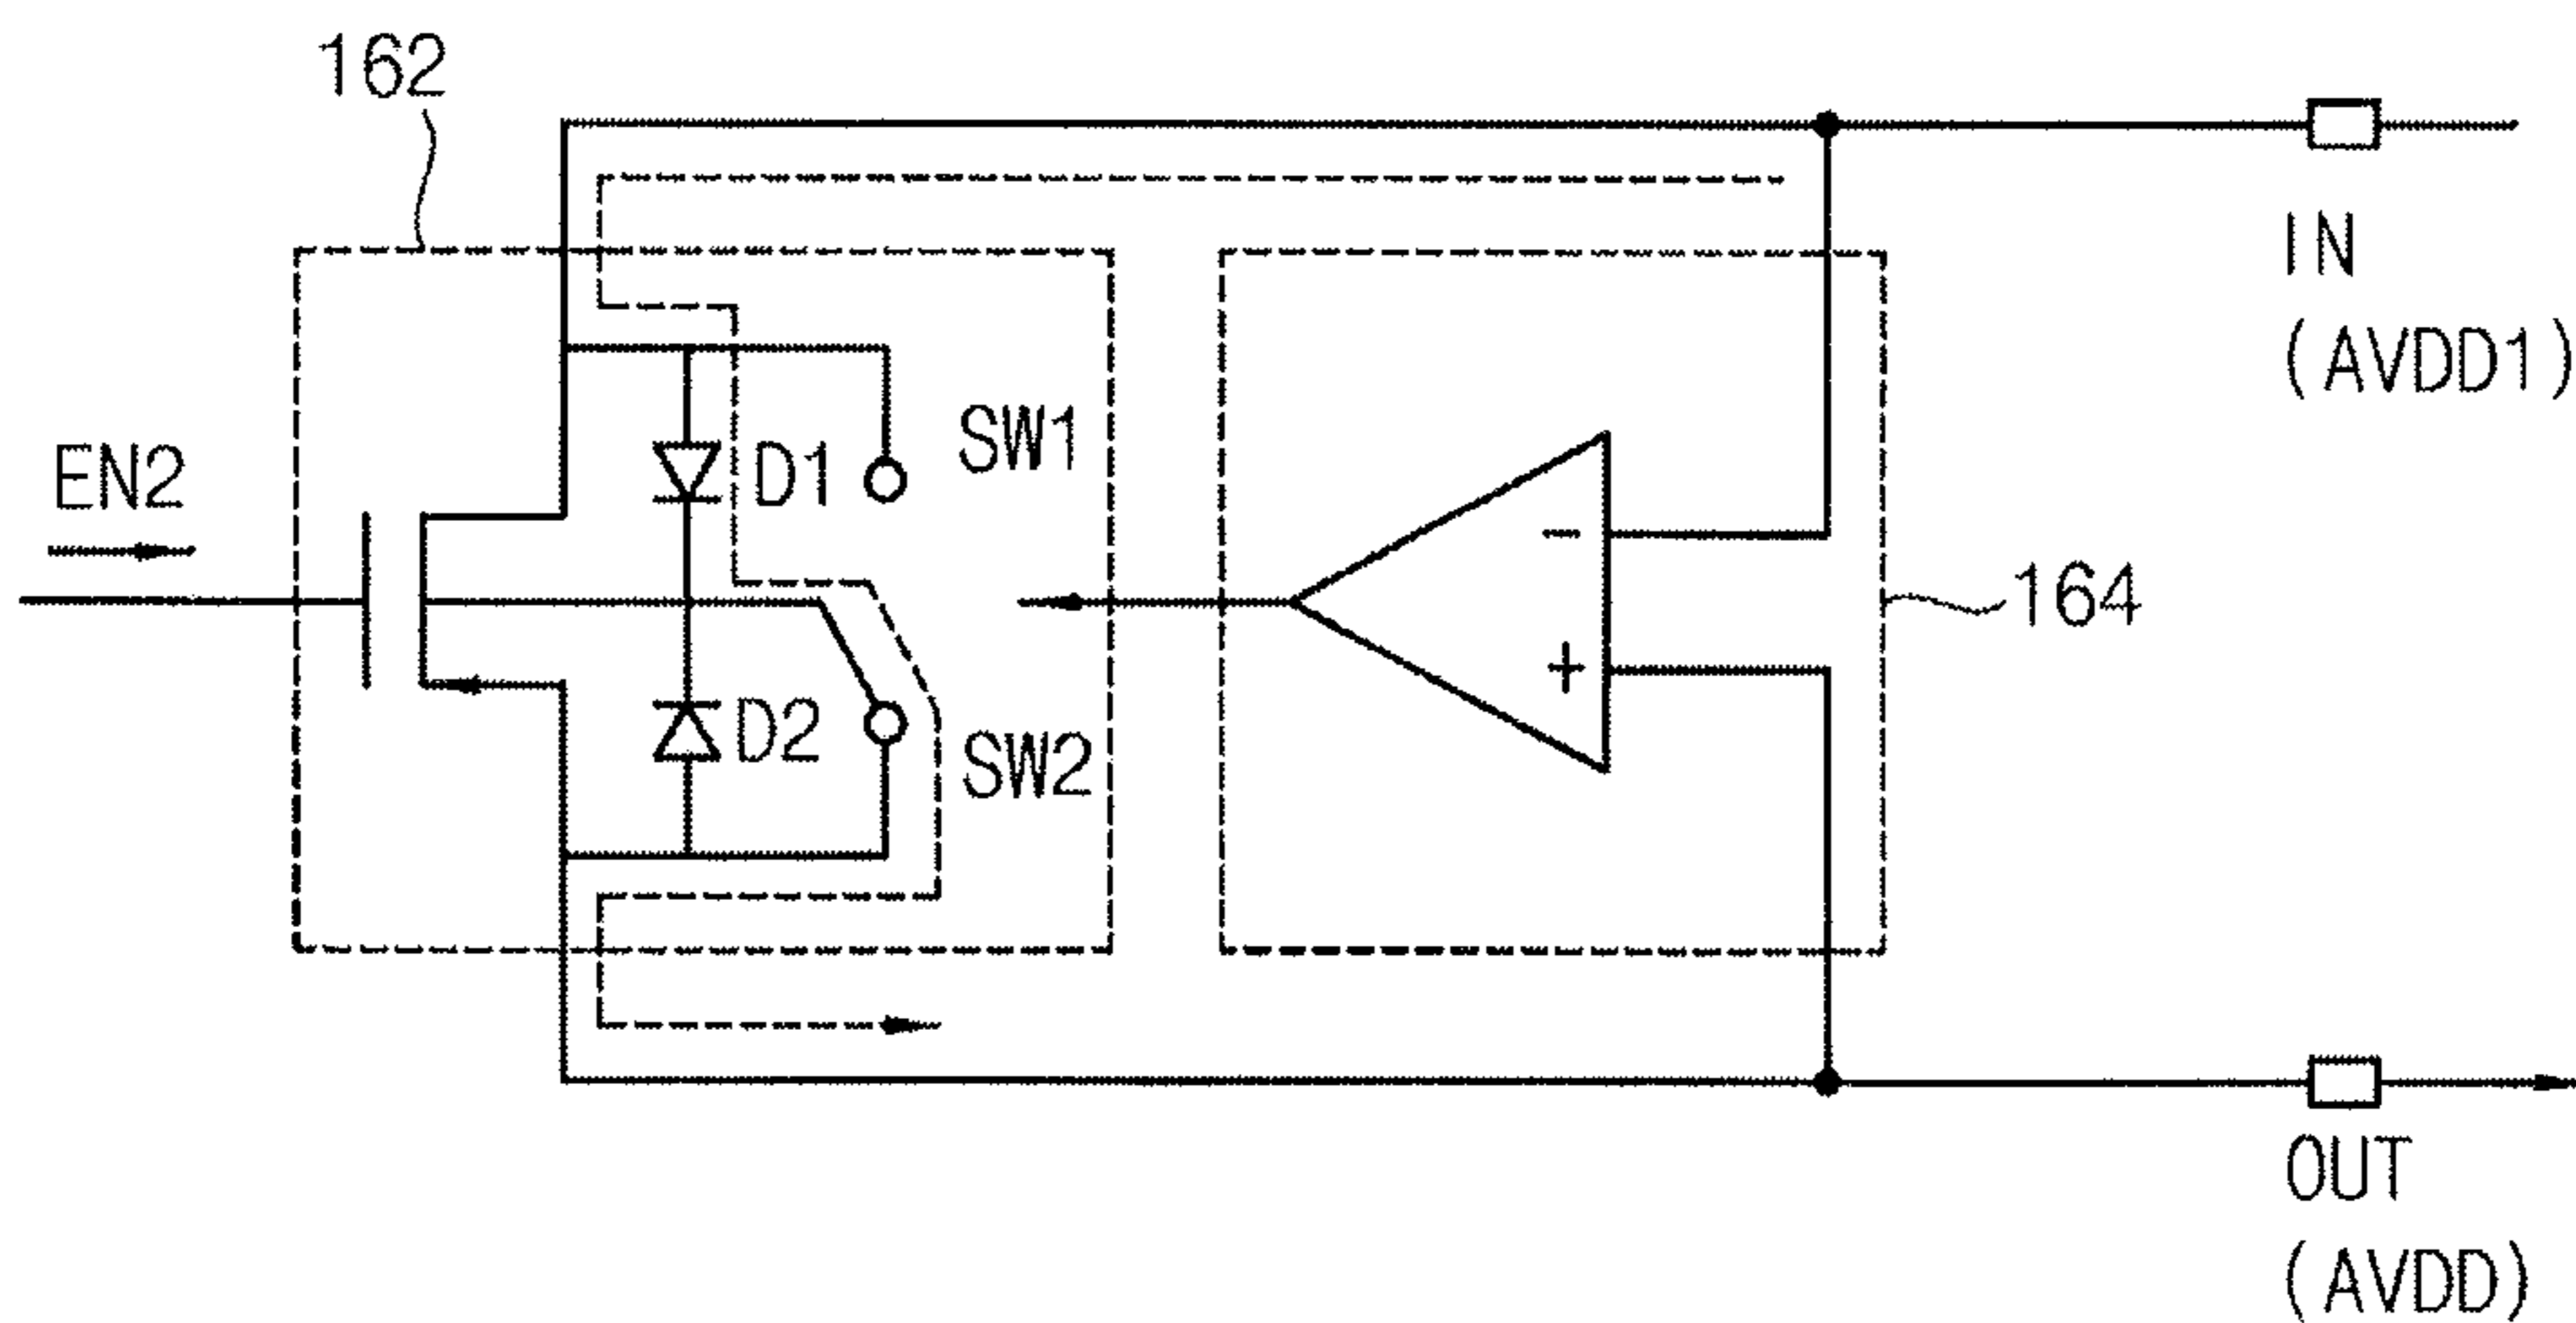 162
IN
(AVDD1)
EN2
D1
SW1
-
164
+
D2
SW2
OUT
(AVDD)